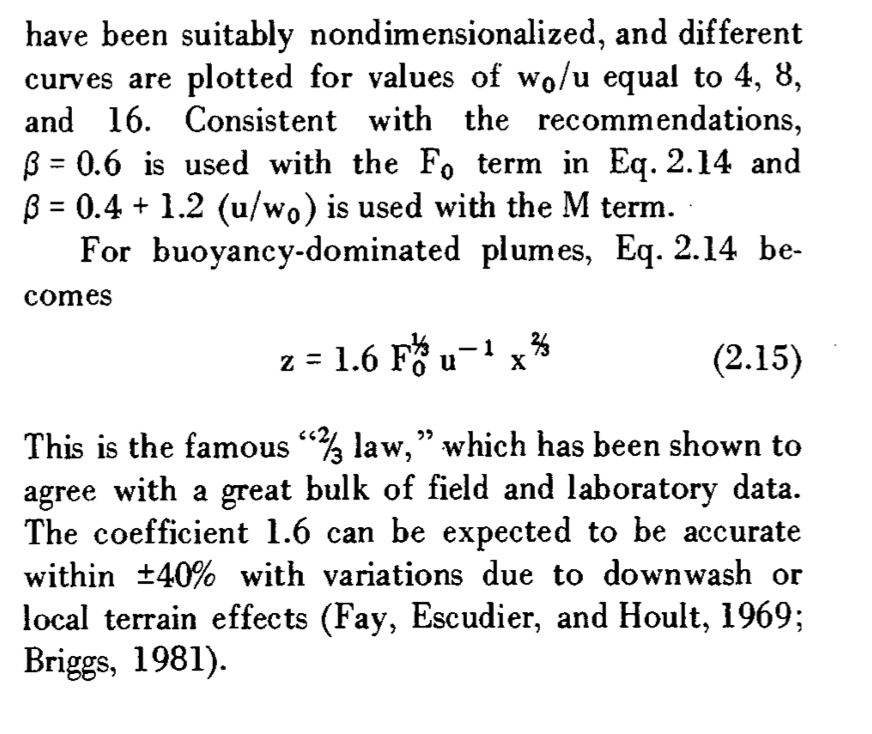 have been suitably nondimensionalized, and different
curves are plotted for values of w₀/u equal to 4, 8,
and 16. Consistent with the recommendations,
β = 0.6 is used with the F₀ term in Eq. 2.14 and
β = 0.4 + 1.2 (u/w₀) is used with the M term.
For buoyancy-dominated plumes, Eq. 2.14 be-
comes
z = 1.6 F₀^⅓ u⁻¹ x^⅔ (2.15)
This is the famous “⅔ law,” which has been shown to
agree with a great bulk of field and laboratory data.
The coefficient 1.6 can be expected to be accurate
within ±40% with variations due to downwash or
local terrain effects (Fay, Escudier, and Hoult, 1969;
Briggs, 1981).